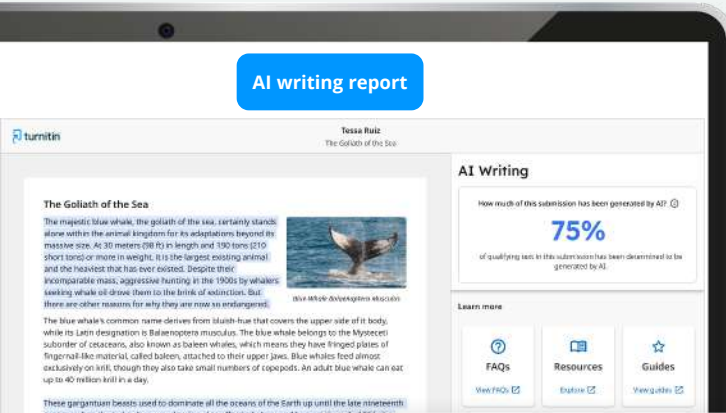 AI writing report
turnitin
Tessa Ruiz
The Goliath of the Sea
AI Writing
How much of this submission has been generated by AI?
75%
of qualifying text in this submission has been determined to be
generated by AI.
Learn more
FAQs
View FAQs
Resources
Explore
Guides
View guides
The Goliath of the Sea
The majestic blue whale, the goliath of the sea, certainly stands
alone within the animal kingdom for its adaptations beyond its
massive size. At 30 meters (98 ft) in length and 190 tons (210
short tons) or more in weight, it is the largest existing animal
and the heaviest that has ever existed. Despite their
incomparable mass, aggressive hunting in the 1900s by whalers
seeking whale oil drove them to the brink of extinction. But
there are other reasons for why they are now so endangered.
Blue Whale Balaenoptera musculus
The blue whale's common name derives from bluish-hue that covers the upper side of it body,
while its Latin designation is Balaenoptera musculus. The blue whale belongs to the Mysteceti
suborder of cetaceans, also known as baleen whales, which means they have fringed plates of
fingernail-like material, called baleen, attached to their upper jaws. Blue whales feed almost
exclusively on krill, though they also take small numbers of copepods. An adult blue whale can eat
up to 40 million krill in a day.
These gargantuan beasts used to dominate all the oceans of the Earth up until the late nineteenth